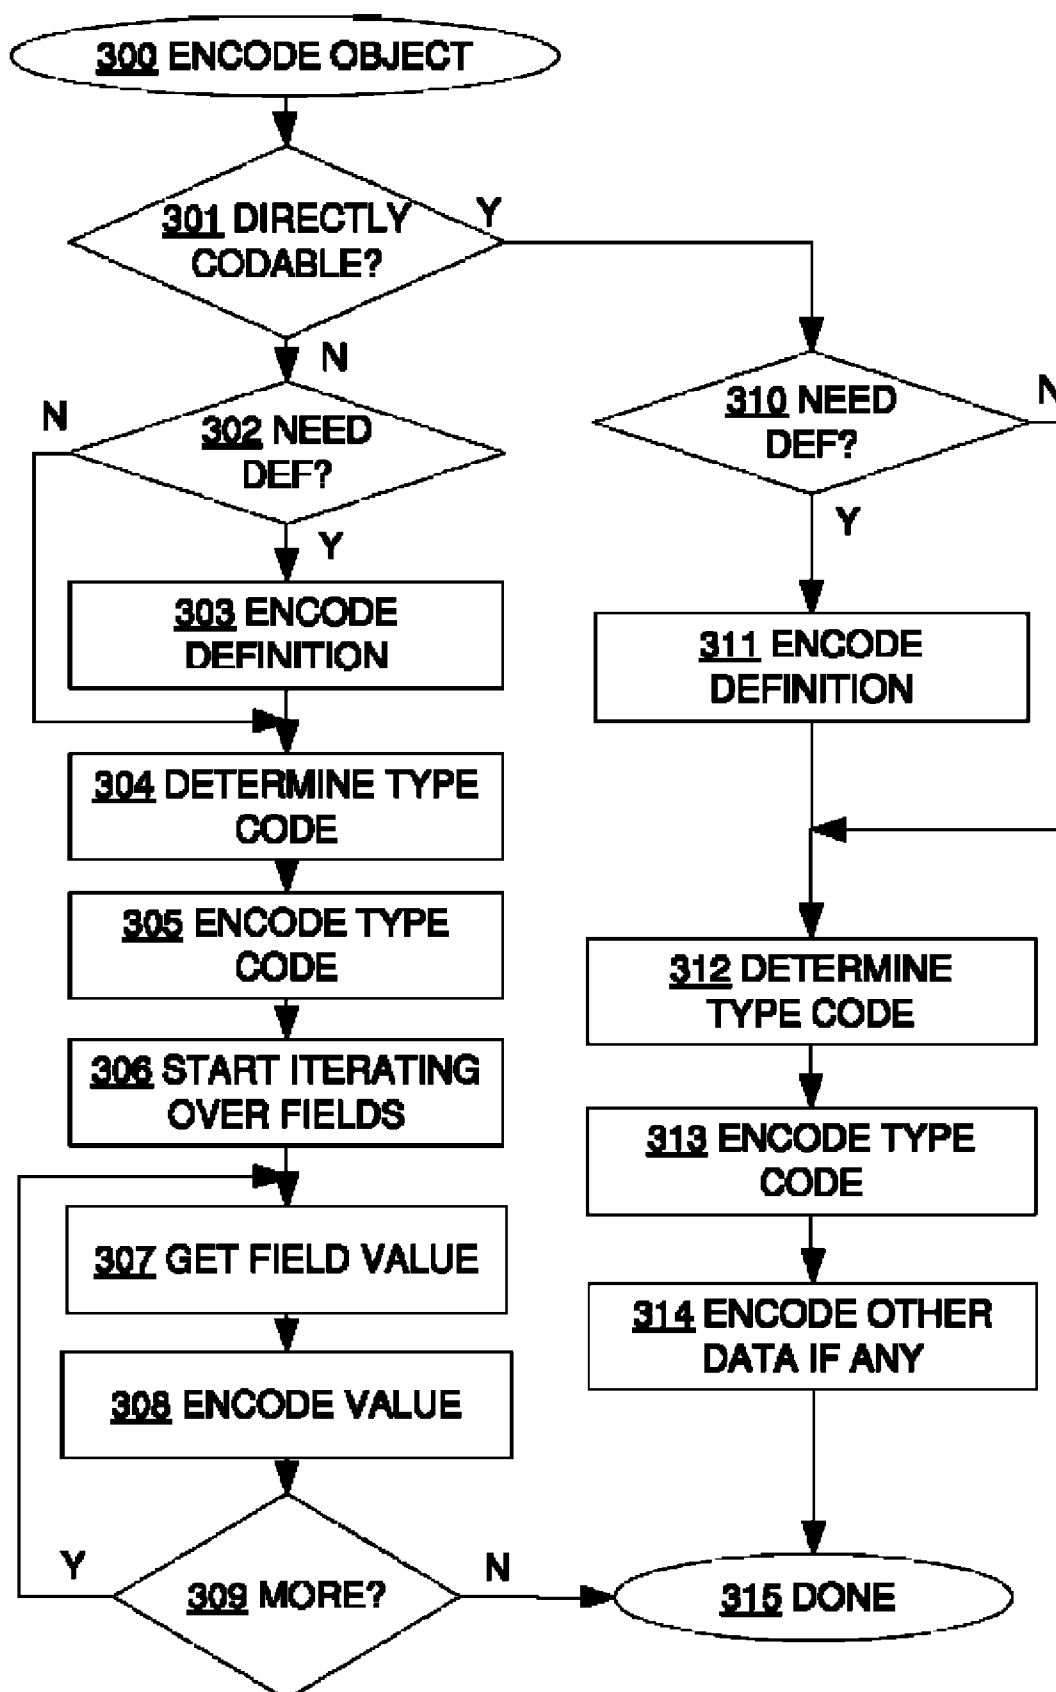 300 ENCODE OBJECT
301 DIRECTLY
CODABLE?
Y
N
302 NEED
DEF?
N
Y
303 ENCODE
DEFINITION
304 DETERMINE TYPE
CODE
305 ENCODE TYPE
CODE
306 START ITERATING
OVER FIELDS
307 GET FIELD VALUE
308 ENCODE VALUE
309 MORE?
Y
N
310 NEED
DEF?
N
Y
311 ENCODE
DEFINITION
312 DETERMINE
TYPE CODE
313 ENCODE TYPE
CODE
314 ENCODE OTHER
DATA IF ANY
315 DONE